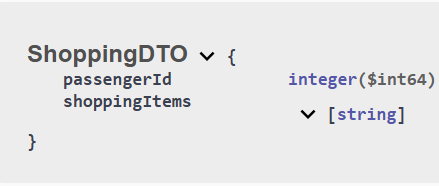 ShoppingDTO {
passengerId integer($int64)
shoppingItems
[string]
}